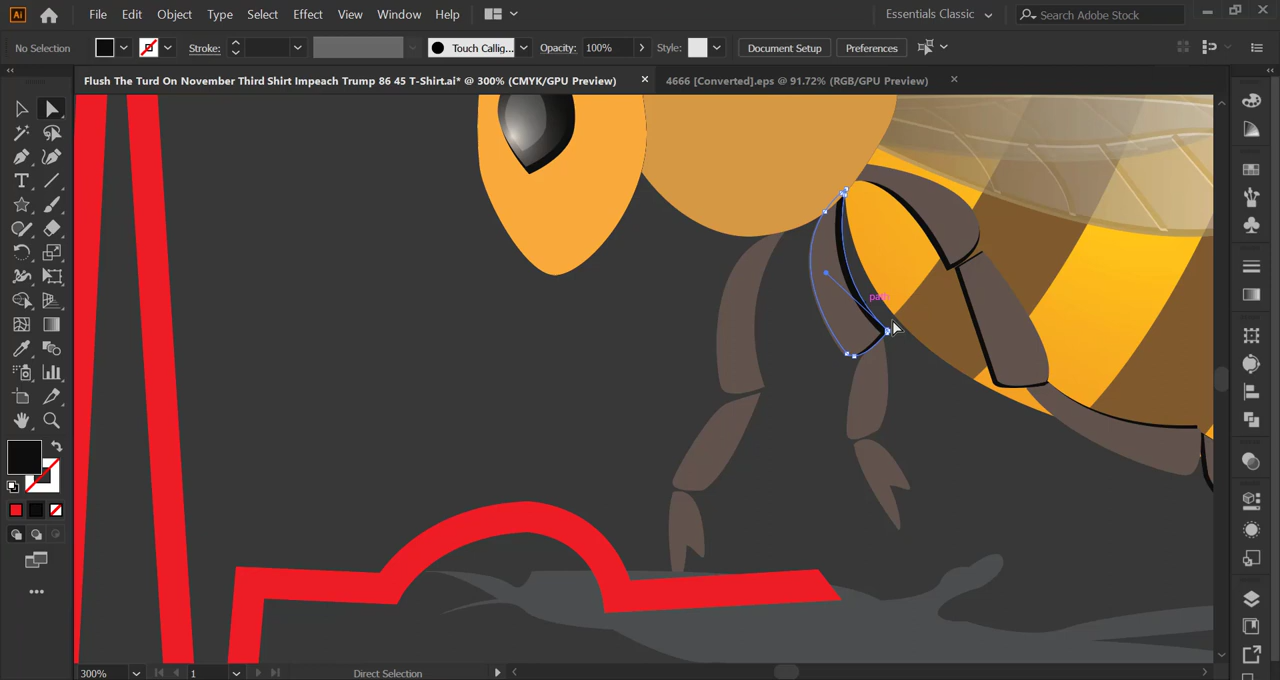 Ai File Edit Object Type Select Effect View Window Help Essentials Classic Search Adobe Stock
No Selection Stroke: Touch Callig... Opacity: 100% Style: Document Setup Preferences
Flush The Turd On November Third Shirt Impeach Trump 86 45 T-Shirt.ai* @ 300% (CMYK/GPU Preview) 4666 [Converted].eps @ 91.72% (RGB/GPU Preview)
path
300% 1 Direct Selection